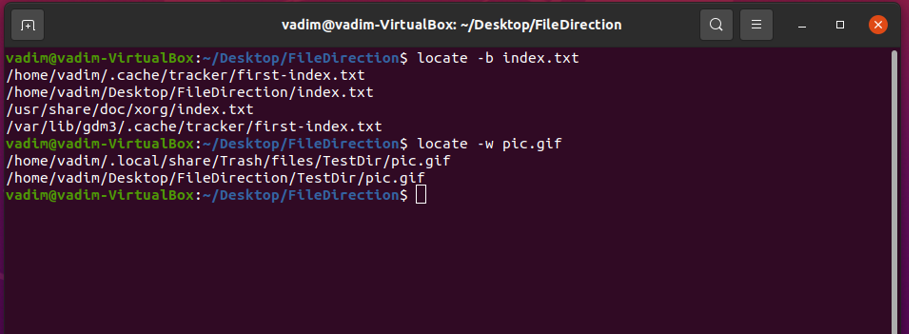 vadim@vadim-VirtualBox: ~/Desktop/FileDirection
vadim@vadim-VirtualBox:~/Desktop/FileDirection$ locate -b index.txt
/home/vadim/.cache/tracker/first-index.txt
/home/vadim/Desktop/FileDirection/index.txt
/usr/share/doc/xorg/index.txt
/var/lib/gdm3/.cache/tracker/first-index.txt
vadim@vadim-VirtualBox:~/Desktop/FileDirection$ locate -w pic.gif
/home/vadim/.local/share/Trash/files/TestDir/pic.gif
/home/vadim/Desktop/FileDirection/TestDir/pic.gif
vadim@vadim-VirtualBox:~/Desktop/FileDirection$